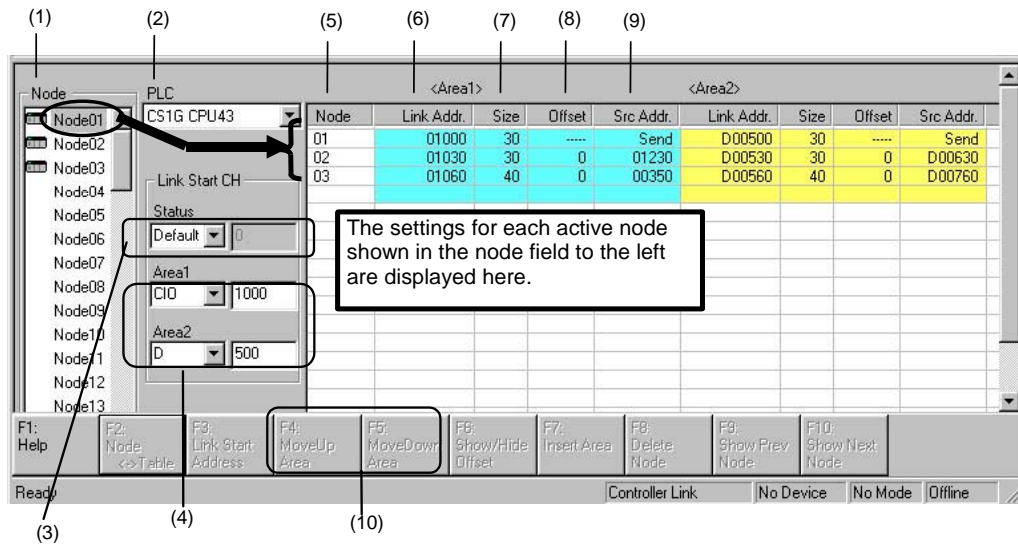 (1) (2) (5) (6) (7) (8) (9)
<Area1> <Area2>
Node PLC
CS1G CPU43
Node Link Addr. Size Offset Src Addr. Link Addr. Size Offset Src Addr.
01 01000 30 ----- Send D00500 30 ----- Send
02 01030 30 0 01230 D00530 30 0 D00630
03 01060 40 0 00350 D00560 40 0 D00760
Node01
Node02
Node03
Node04
Node05
Node06
Node07
Node08
Node09
Node10
Node11
Node12
Node13
Link Start CH
Status
Default 0
Area1
CIO 1000
Area2
D 500
The settings for each active node
shown in the node field to the left
are displayed here.
F1:
Help
F2:
Node
<->Table
F3:
Link Start
Address
F4:
MoveUp
Area
F5:
MoveDown
Area
F6:
Show/Hide
Offset
F7:
Insert Area
F8:
Delete
Node
F9:
Show Prev
Node
F10:
Show Next
Node
Ready Controller Link No Device No Mode Offline
(3) (4) (10)